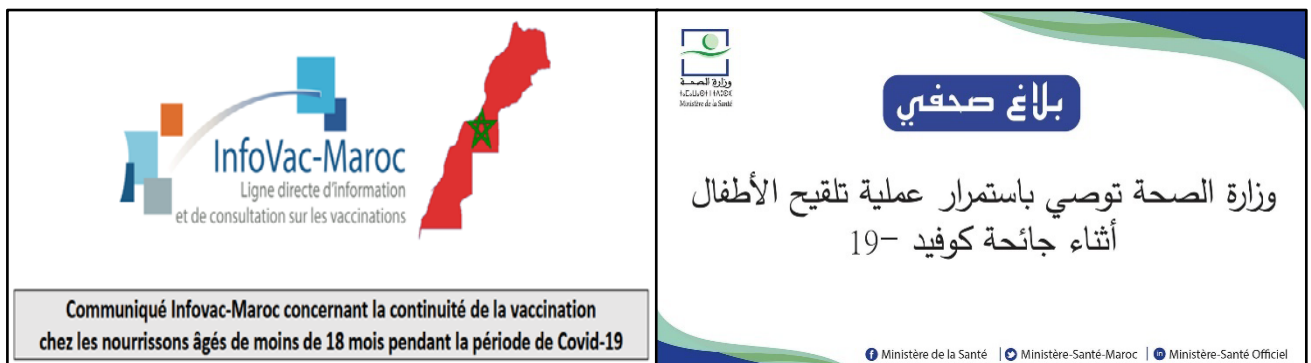 InfoVac-Maroc
Ligne directe d'information
et de consultation sur les vaccinations
Communiqué Infovac-Maroc concernant la continuité de la vaccination
chez les nourrissons âgés de moins de 18 mois pendant la période de Covid-19
وزارة الصحة
Ministère de la Santé
بلاغ صحفي
وزارة الصحة توصي باستمرار عملية تلقيح الأطفال
أثناء جائحة كوفيد -19
Ministère de la Santé | Ministère-Santé-Maroc | Ministère-Santé Officiel